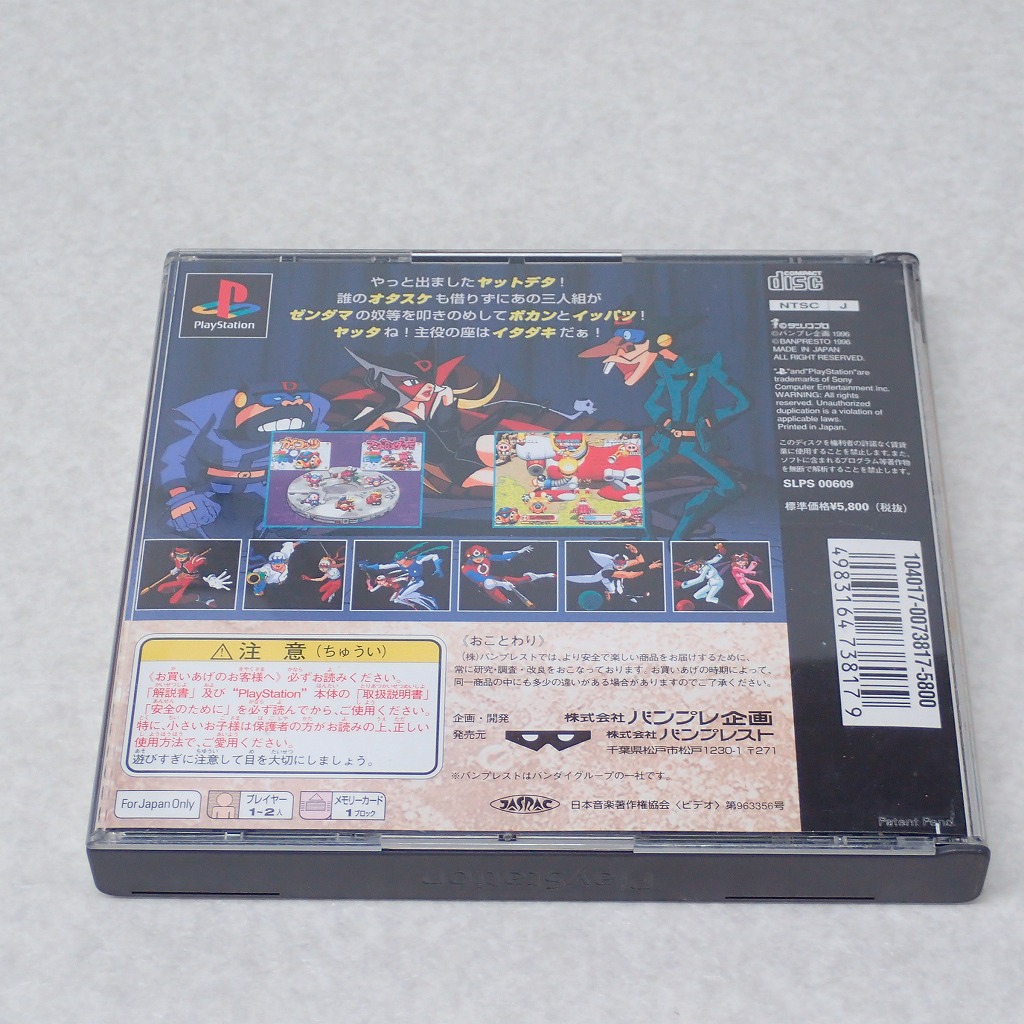 PlayStation
やっと出ましたヤットデタ！
誰のオタスケも借りずにあの三人組が
ゼンダマの奴等を叩きのめしてボカンとイッパツ！
ヤッタね！主役の座はイタダキだぁ！
COMPACT
disc
NTSC J
タツノコプロ
©バンプレ企画 1996
©BANPRESTO 1996
MADE IN JAPAN
ALL RIGHT RESERVED.
"and"PlayStation"are
trademarks of Sony
Computer Entertainment Inc.
WARNING: All rights
reserved. Unauthorized
duplication is a violation of
applicable laws.
Printed in Japan.
このディスクを権利者の許諾なく賃貸
業に使用することを禁止します。また、
ソフトに含まれるプログラム等著作物
を無断で解析することを禁止します。
SLPS 00609
標準価格¥5,800（税抜）
104017-0073817-5800
4983164738179
注意（ちゅうい）
《お買いあげのお客様へ》必ずお読みください。
「解説書」及び“PlayStation”本体の「取扱説明書」
「安全のために」を必ず読んでから、ご使用ください。
特に、小さいお子様は保護者の方がお読みの上、正しい
使用方法で、ご愛用ください。
遊びすぎに注意して目を大切にしましょう。
《おことわり》
(株)バンプレストでは、より安全で楽しい商品をお届けするために、
常に研究・調査・改良をおこなっております。お買いあげの時期によって、
同一商品の中にも多少の違いがある場合がありますのでご了承ください。
企画・開発 株式会社 バンプレ企画
発売元 株式会社 バンプレスト
千葉県松戸市松戸1230-1 〒271
※バンプレストはバンダイグループの一社です。
For Japan Only
プレイヤー
1~2人
メモリーカード
1ブロック
JASRAC 日本音楽著作権協会〈ビデオ〉第963356号
Patent Pend.
PlayStation